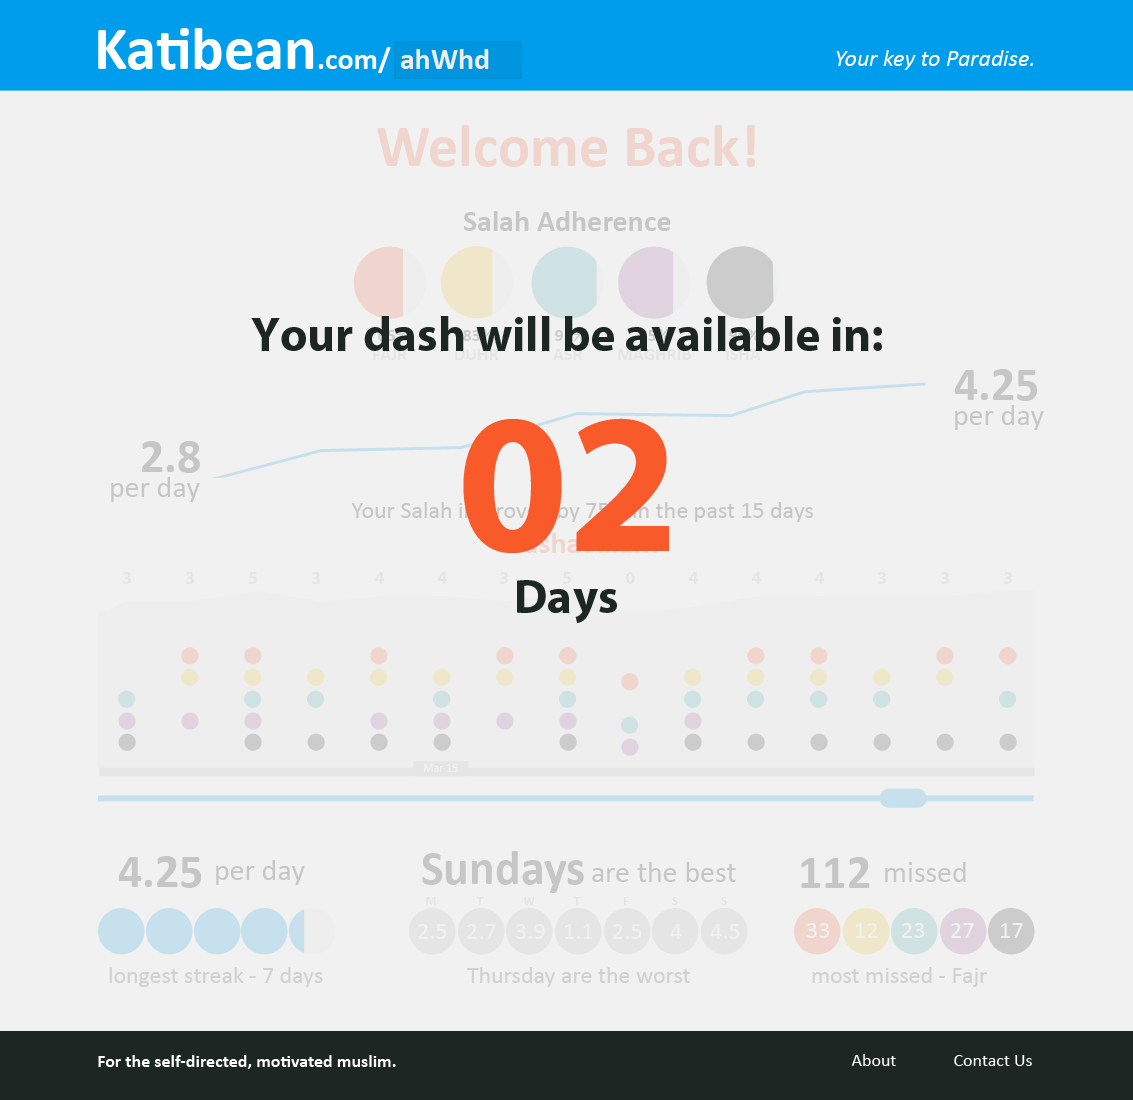 Katibean.com/ ahWhd
Your key to Paradise.
Welcome Back!
Salah Adherence
Your dash will be available in:
FAJR DUHR ASR MAGHRIB ISHA
4.25
per day
2.8
per day
02
Your Salah by in the past 15 days
3 3 5 3 4 4 3 5 0 4 4 4 3 3 3
Days
Mar 15
4.25 per day
Sundays are the best
M T W T F S S
2.5 2.7 3.9 1.1 2.5 4 4.5
112 missed
33 12 23 27 17
longest streak - 7 days
Thursday are the worst
most missed - Fajr
For the self-directed, motivated muslim.
About
Contact Us